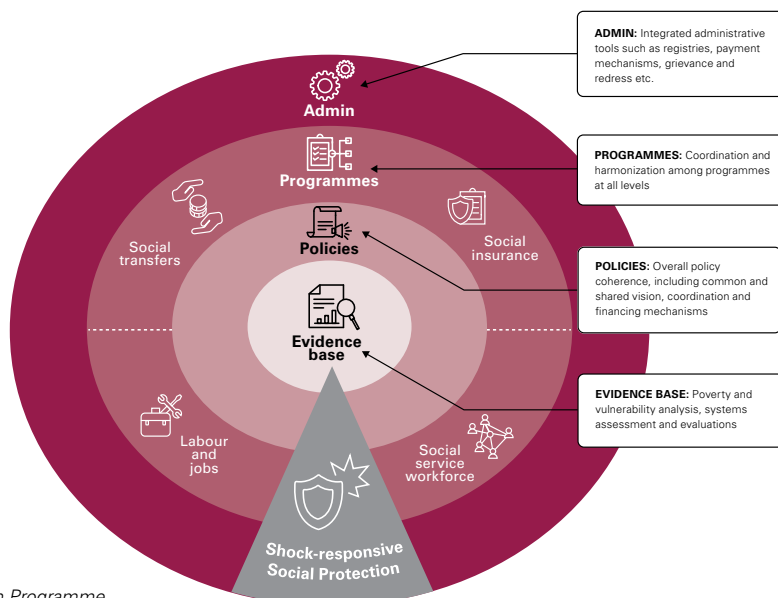 Admin
Programmes
Social
transfers
Social
insurance
Policies
Evidence
base
Labour
and
jobs
Social
service
workforce
Shock-responsive
Social Protection
ADMIN: Integrated administrative
tools such as registries, payment
mechanisms, grievance and
redress etc.
PROGRAMMES: Coordination and
harmonization among programmes
at all levels
POLICIES: Overall policy
coherence, including common and
shared vision, coordination and
financing mechanisms
EVIDENCE BASE: Poverty and
vulnerability analysis, systems
assessment and evaluations
Programme